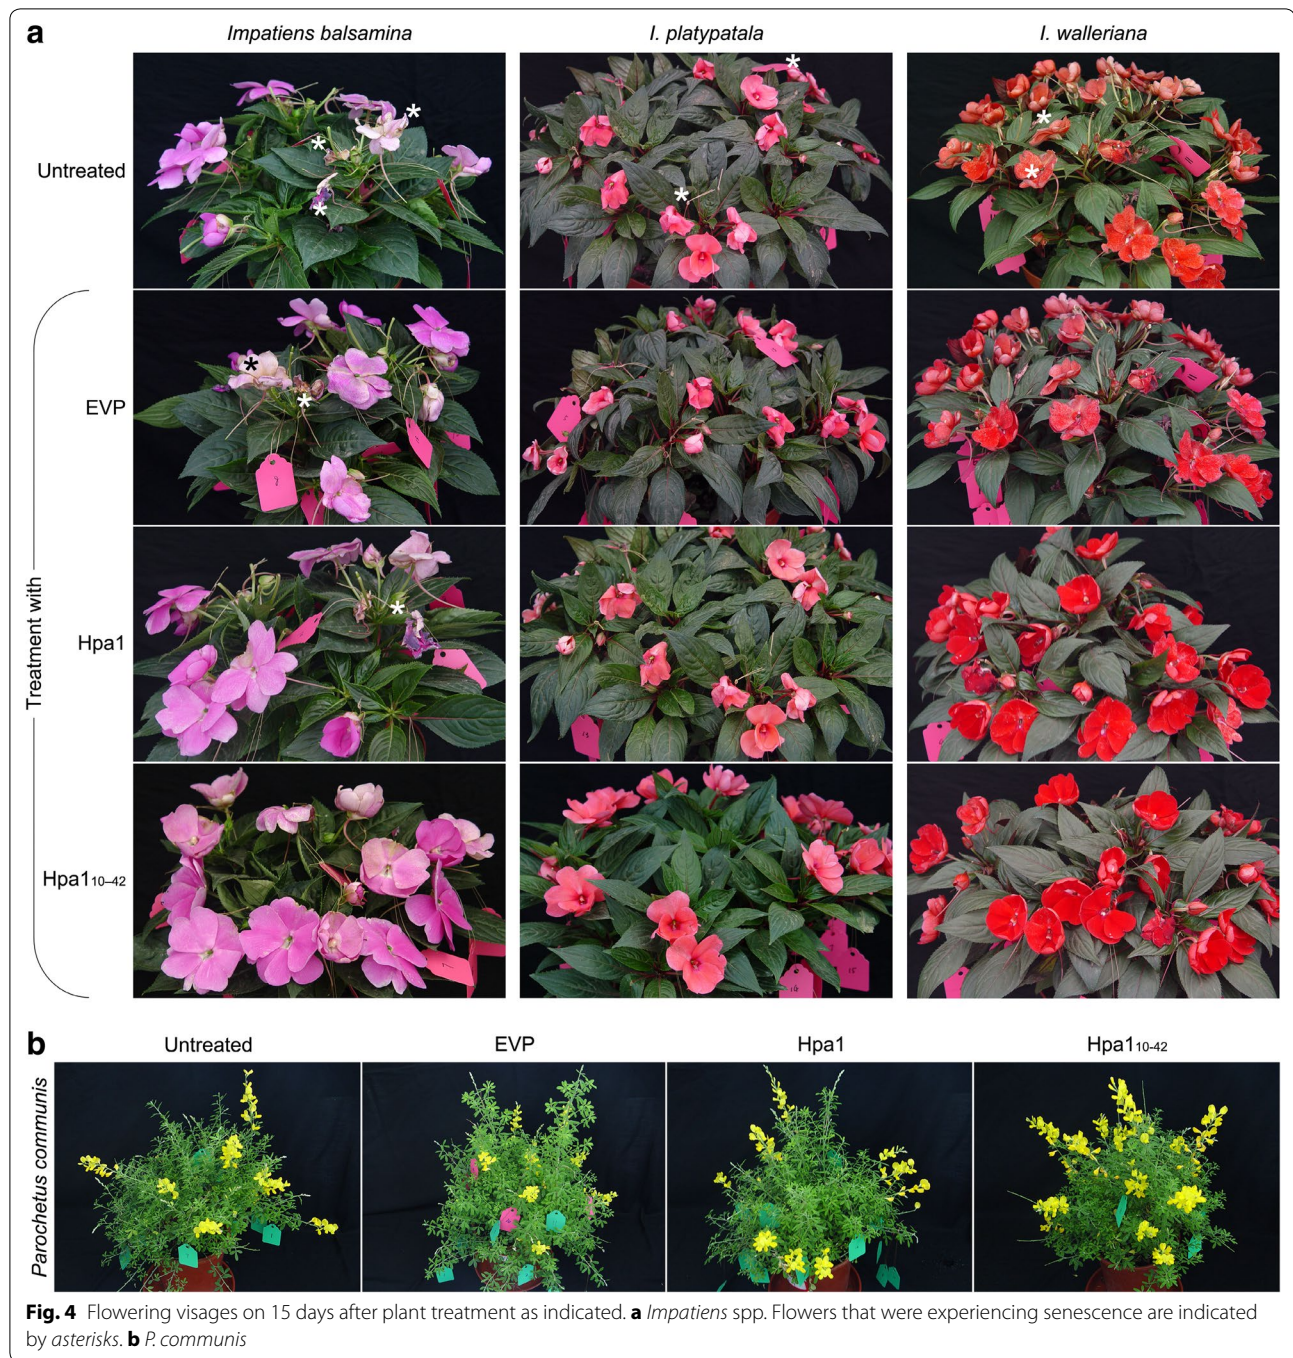 a
Impatiens balsamina I. platypatala I. walleriana
Untreated
EVP
Treatment with
Hpa1
Hpa110–42
b
Untreated EVP Hpa1 Hpa110-42
Parochetus communis
Fig. 4 Flowering visages on 15 days after plant treatment as indicated. a Impatiens spp. Flowers that were experiencing senescence are indicated
by asterisks. b P. communis